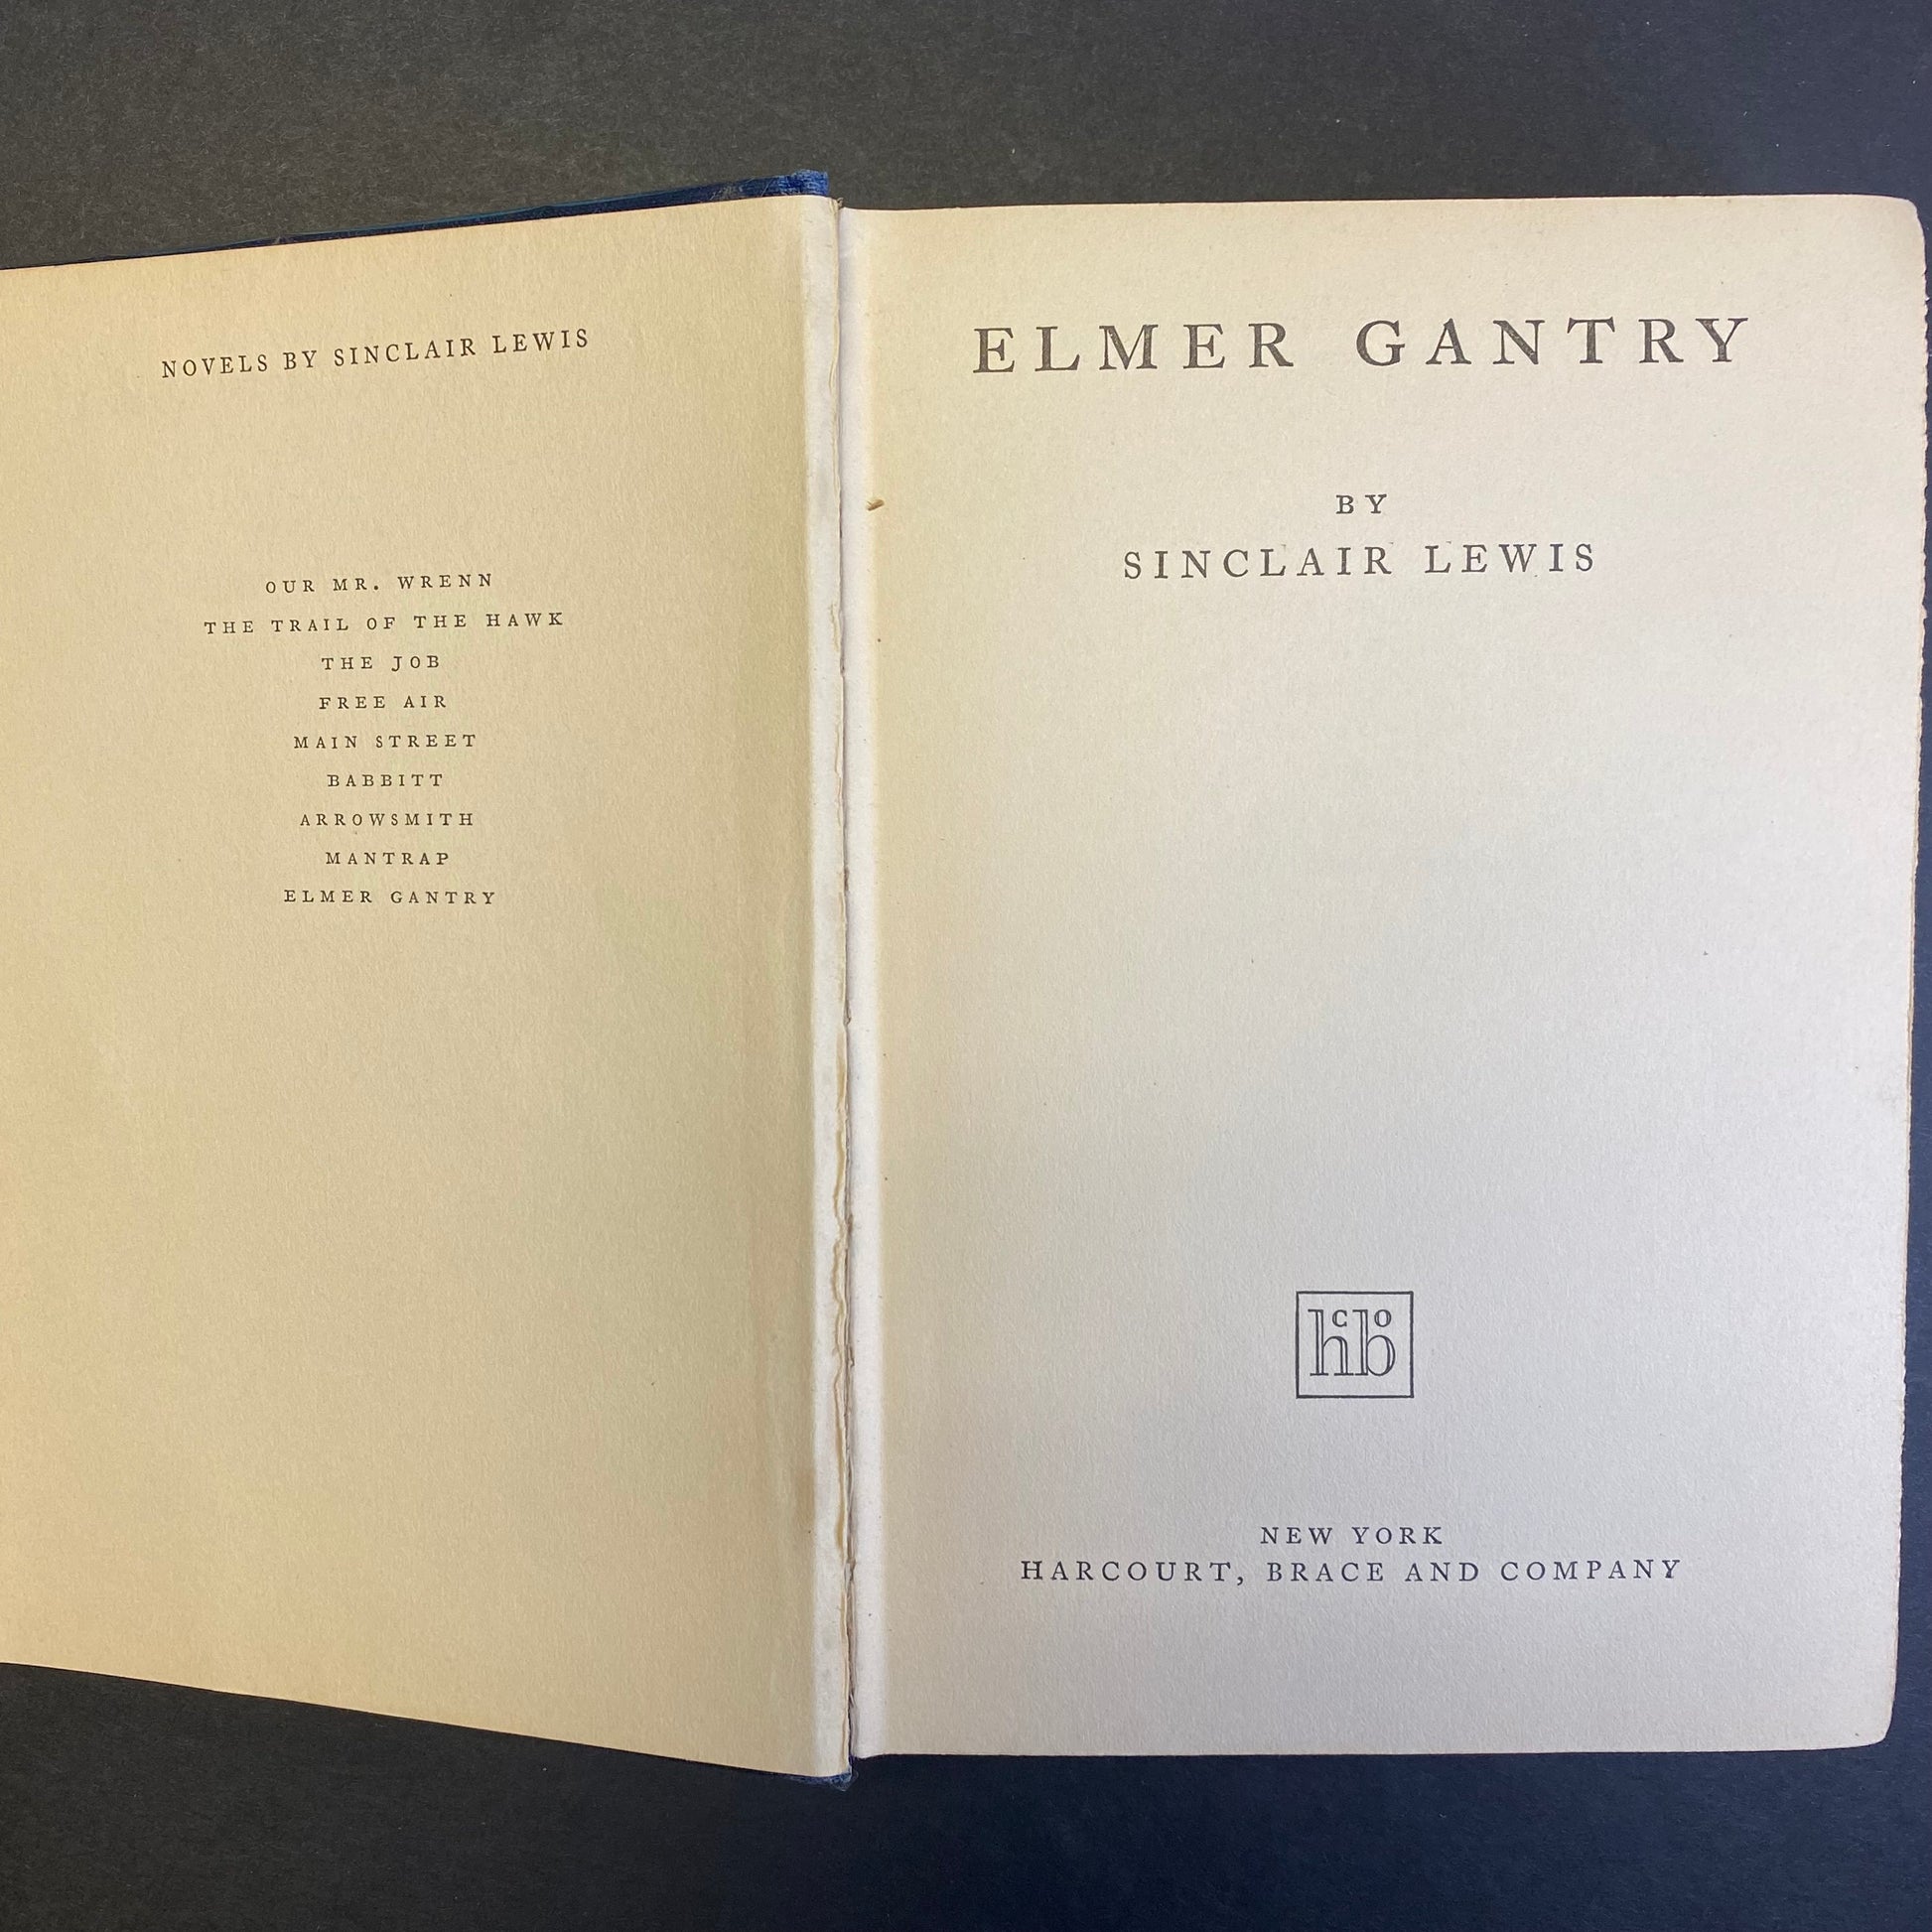 NOVELS BY SINCLAIR LEWIS
OUR MR. WRENN
THE TRAIL OF THE HAWK
THE JOB
FREE AIR
MAIN STREET
BABBITT
ARROWSMITH
MANTRAP
ELMER GANTRY
ELMER GANTRY
BY
SINCLAIR LEWIS
hcbo
NEW YORK
HARCOURT, BRACE AND COMPANY